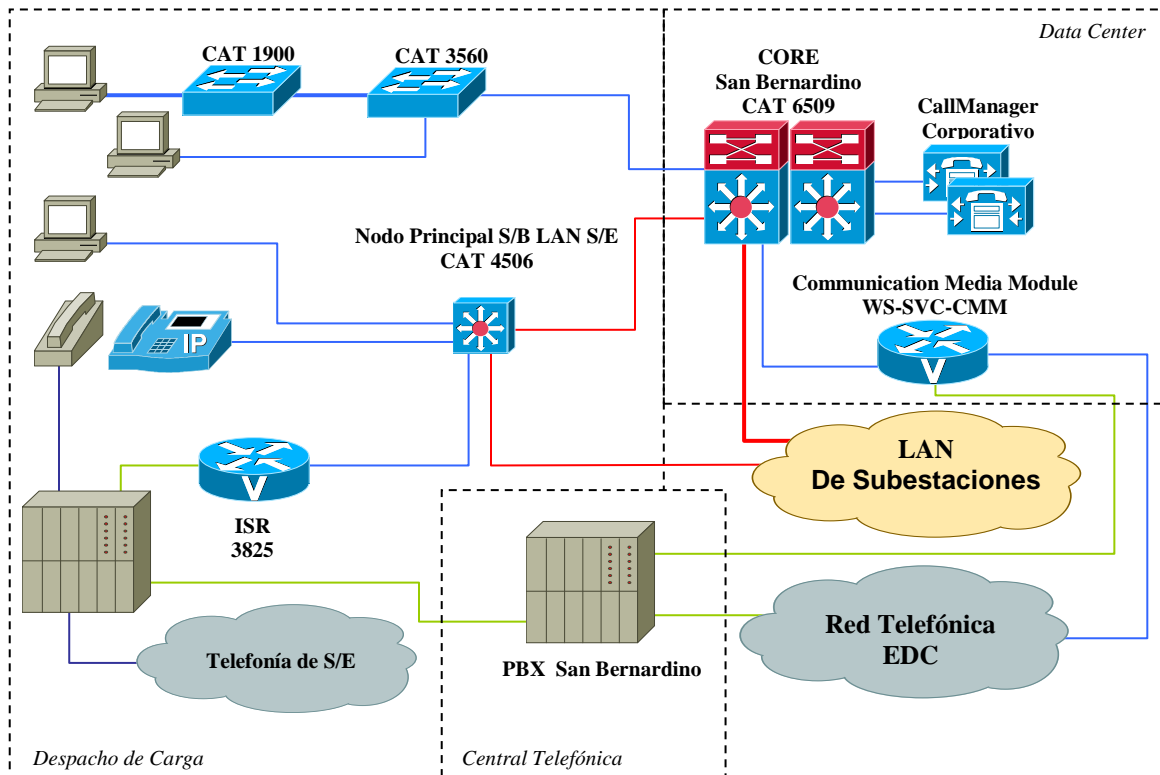 Data Center
CAT 1900
CAT 3560
CORE
San Bernardino
CAT 6509
CallManager
Corporativo
Nodo Principal S/B LAN S/E
CAT 4506
Communication Media Module
WS-SVC-CMM
IP
V
V
ISR
3825
LAN
De Subestaciones
Telefonía de S/E
PBX San Bernardino
Red Telefónica
EDC
Despacho de Carga
Central Telefónica